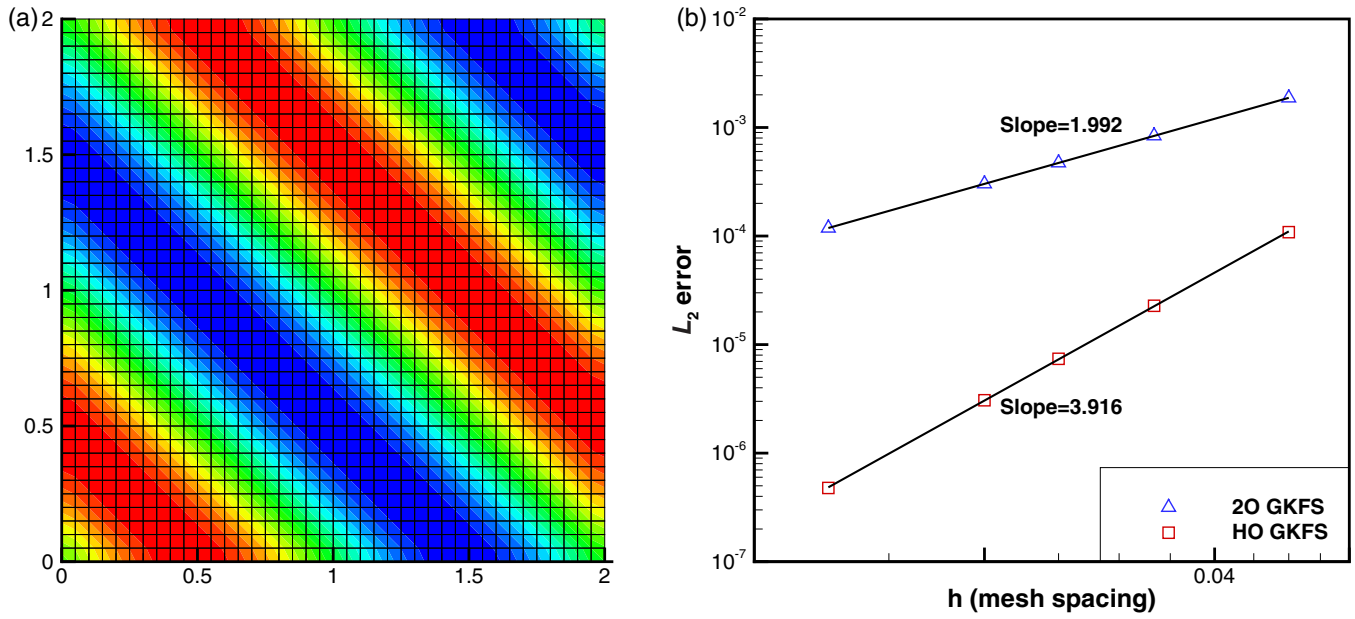 (a)
2
1.5
1
0.5
0
0
0.5
1
1.5
2
(b)
10-2
10-3
10-4
10-5
10-6
10-7
L2 error
Slope=1.992
Slope=3.916
2O GKFS
HO GKFS
0.04
h (mesh spacing)